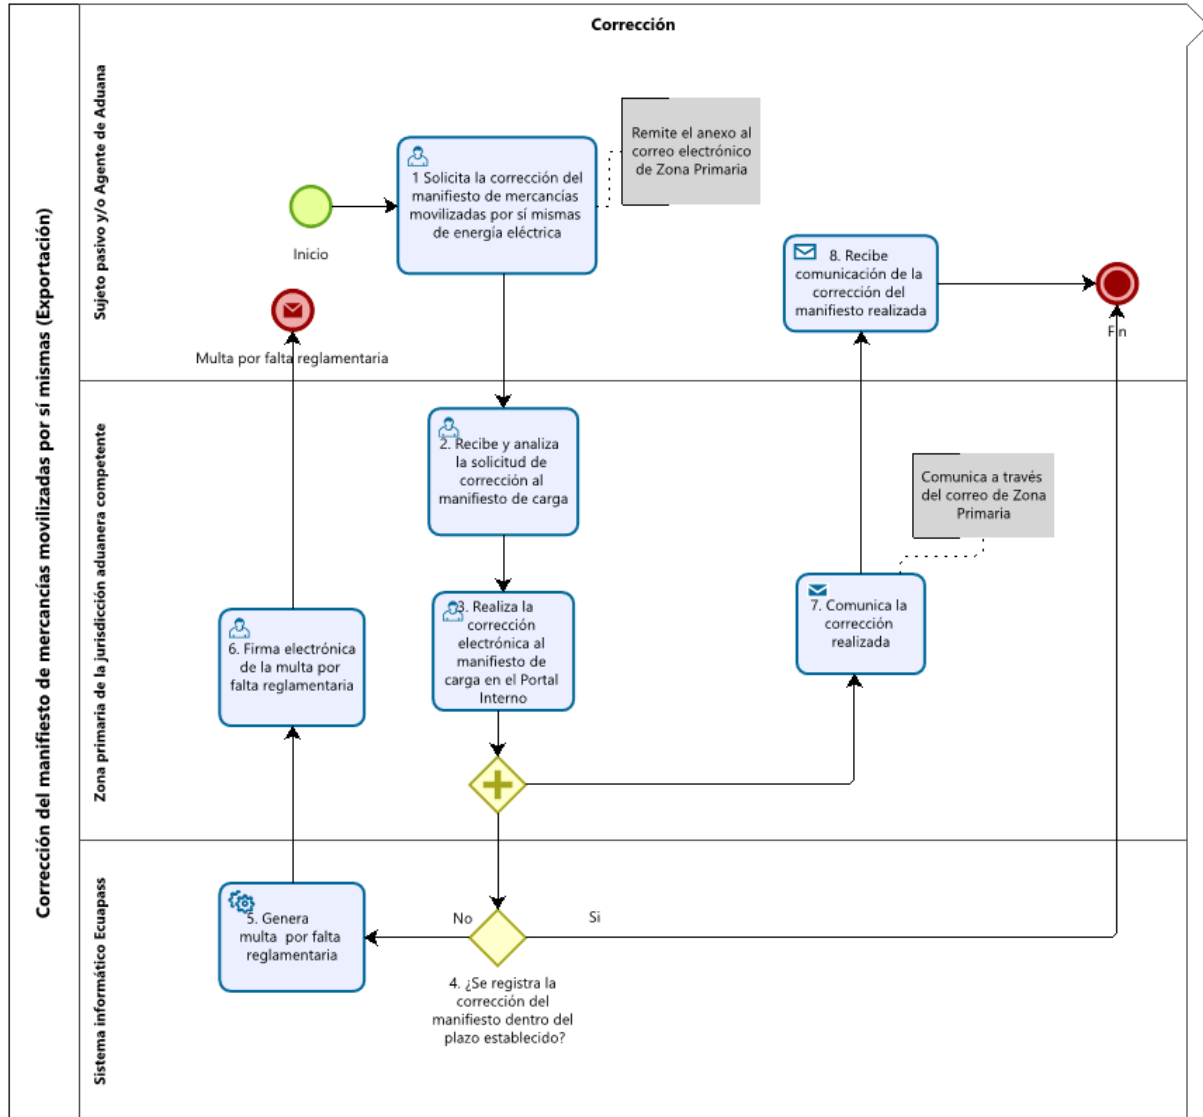 Corrección del manifiesto de mercancías movilizadas por sí mismas (Exportación)
Corrección
Sujeto pasivo y/o Agente de Aduana
Inicio
1 Solicita la corrección del
manifiesto de mercancías
movilizadas por sí mismas
de energía eléctrica
Remite el anexo al
correo electrónico
de Zona Primaria
Multa por falta reglamentaria
8. Recibe
comunicación de la
corrección del
manifiesto realizada
Fin
Zona primaria de la jurisdicción aduanera competente
2. Recibe y analiza
la solicitud de
corrección al
manifiesto de carga
3. Realiza la
corrección
electrónica al
manifiesto de
carga en el Portal
Interno
6. Firma electrónica
de la multa por
falta reglamentaria
Comunica a través
del correo de Zona
Primaria
7. Comunica la
corrección
realizada
Sistema informático Ecuapass
5. Genera
multa  por falta
reglamentaria
No
Si
4. ¿Se registra la
corrección del
manifiesto dentro del
plazo establecido?